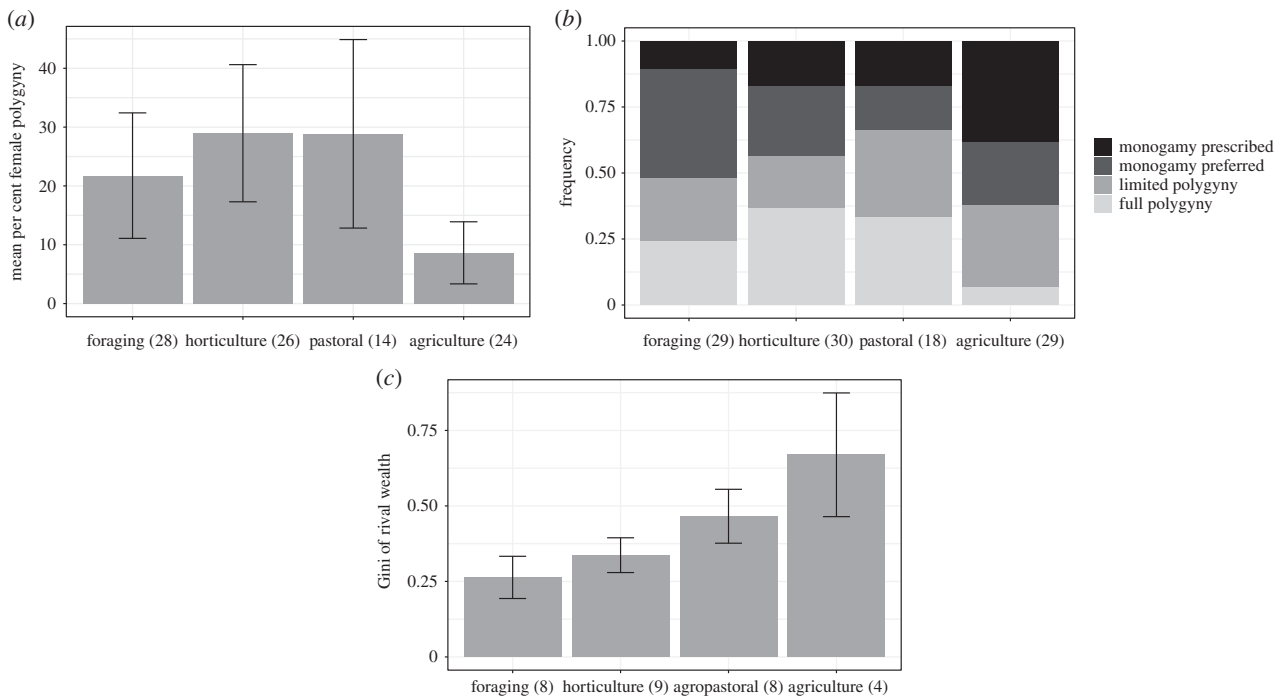 (a)
mean per cent female polygyny
40
30
20
10
0
foraging (28) horticulture (26) pastoral (14) agriculture (24)
(b)
frequency
1.00
0.75
0.50
0.25
0
foraging (29) horticulture (30) pastoral (18) agriculture (29)
monogamy prescribed
monogamy preferred
limited polygyny
full polygyny
(c)
Gini of rival wealth
0.75
0.50
0.25
0
foraging (8) horticulture (9) agropastoral (8) agriculture (4)